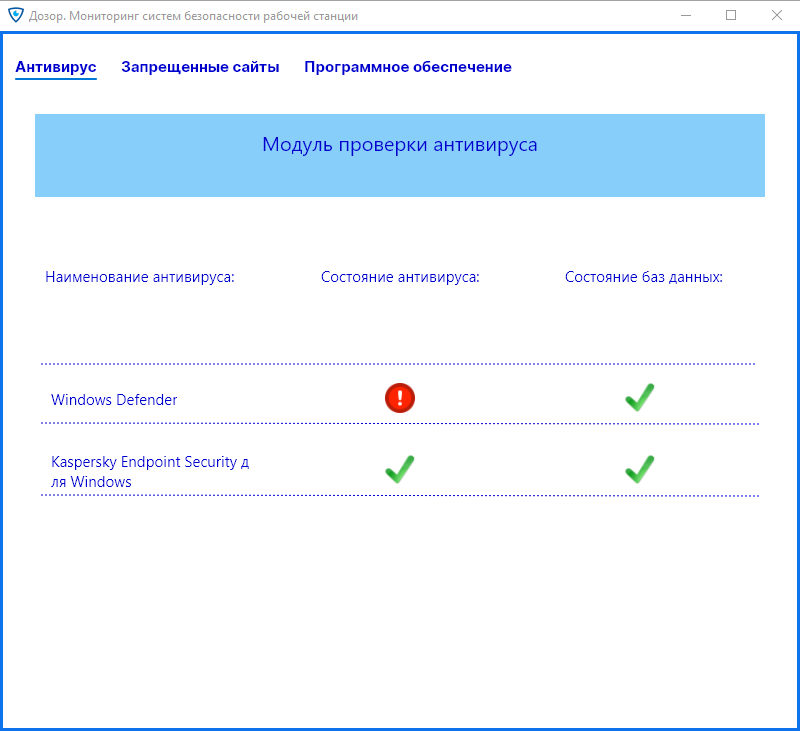 Дозор. Мониторинг систем безопасности рабочей станции
Антивирус Запрещенные сайты Программное обеспечение
Модуль проверки антивируса
Наименование антивируса: Состояние антивируса: Состояние баз данных:
Windows Defender
Kaspersky Endpoint Security д
ля Windows